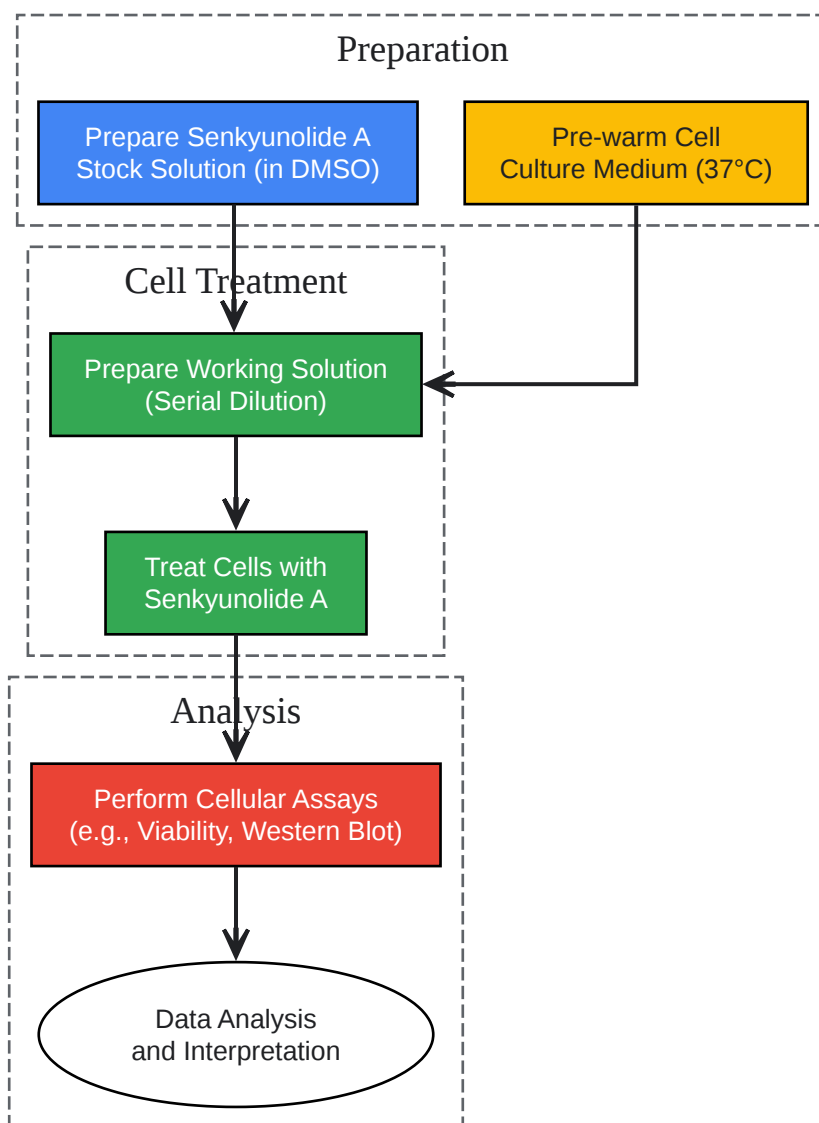 Preparation
Prepare Senkyunolide A
Stock Solution (in DMSO)
Pre-warm Cell
Culture Medium (37°C)
Cell Treatment
Prepare Working Solution
(Serial Dilution)
Treat Cells with
Senkyunolide A
Analysis
Perform Cellular Assays
(e.g., Viability, Western Blot)
Data Analysis
and Interpretation